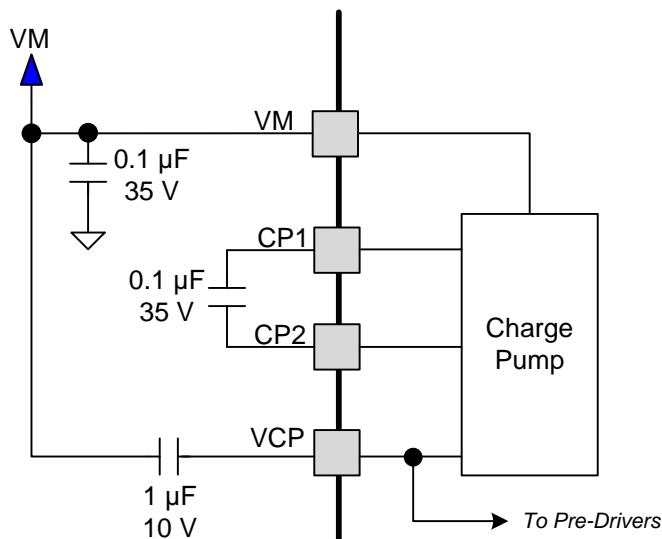 VM
VM
0.1 µF
35 V
CP1
0.1 µF
35 V
CP2
Charge
Pump
VCP
1 µF
10 V
To Pre-Drivers